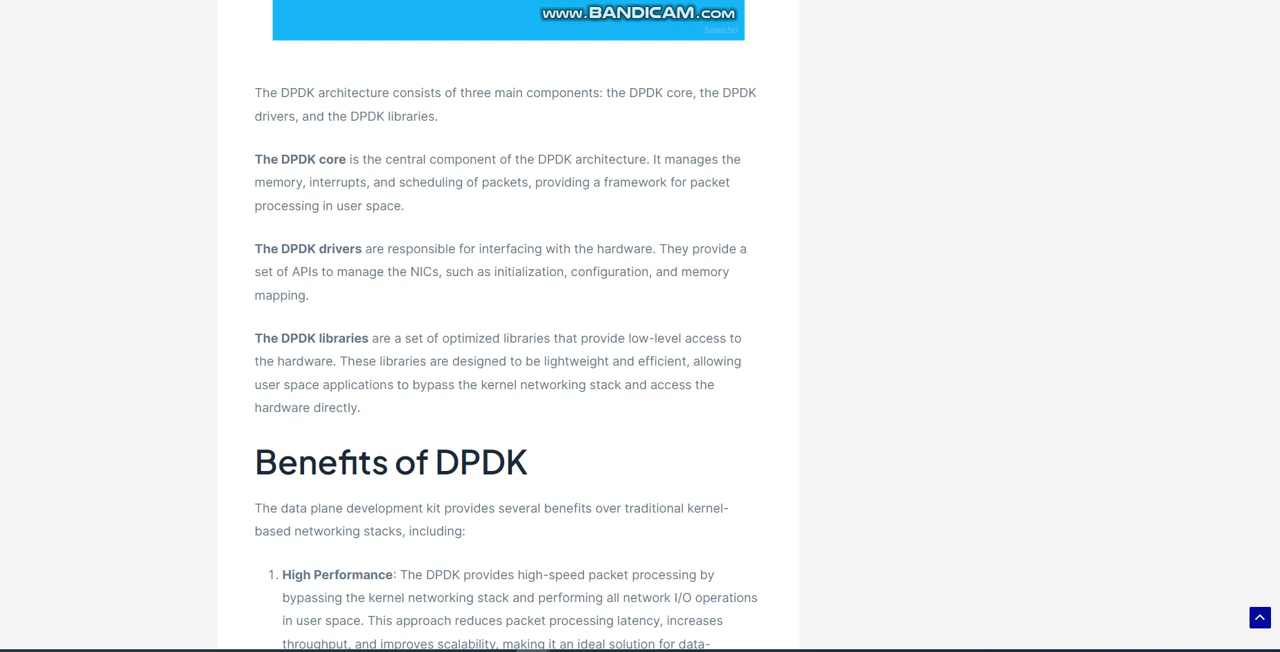 www.BANDICAM.com
Selectel
The DPDK architecture consists of three main components: the DPDK core, the DPDK
drivers, and the DPDK libraries.
The DPDK core is the central component of the DPDK architecture. It manages the
memory, interrupts, and scheduling of packets, providing a framework for packet
processing in user space.
The DPDK drivers are responsible for interfacing with the hardware. They provide a
set of APIs to manage the NICs, such as initialization, configuration, and memory
mapping.
The DPDK libraries are a set of optimized libraries that provide low-level access to
the hardware. These libraries are designed to be lightweight and efficient, allowing
user space applications to bypass the kernel networking stack and access the
hardware directly.
Benefits of DPDK
The data plane development kit provides several benefits over traditional kernel-
based networking stacks, including:
1. High Performance: The DPDK provides high-speed packet processing by
bypassing the kernel networking stack and performing all network I/O operations
in user space. This approach reduces packet processing latency, increases
throughput, and improves scalability, making it an ideal solution for data-